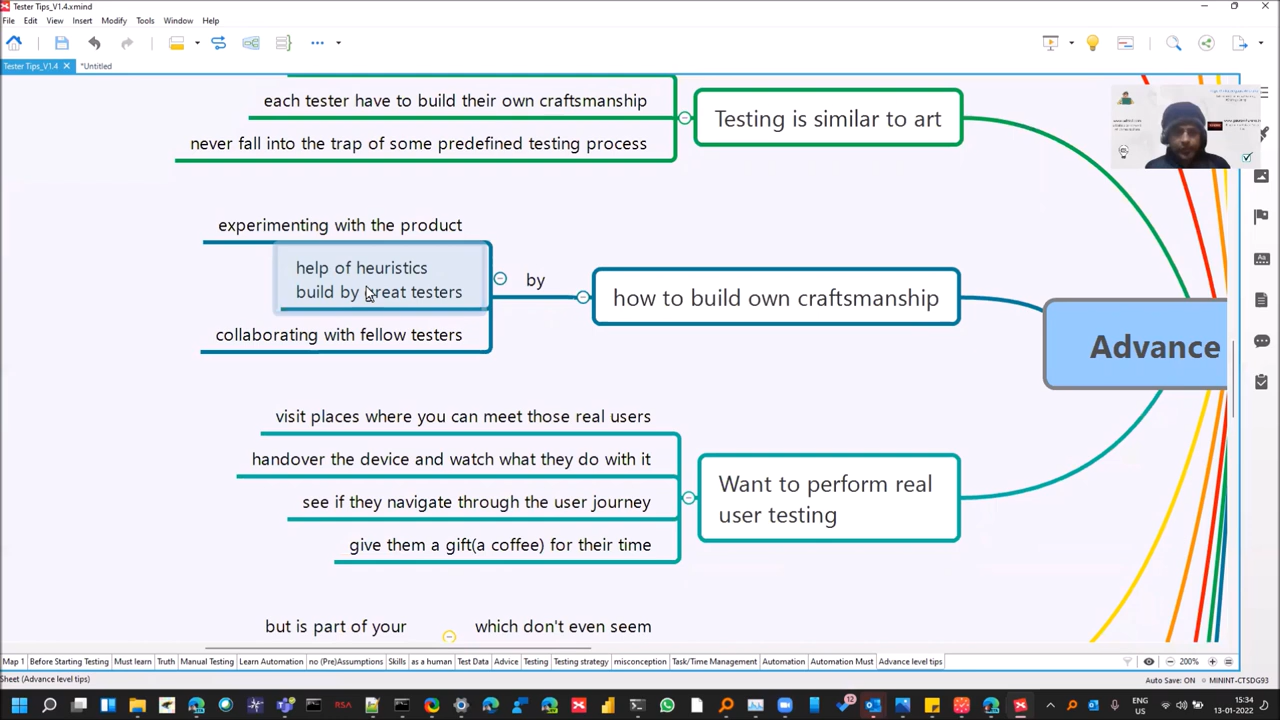 Tester Tips_V1.4.xmind
File Edit View Insert Modify Tools Window Help
Tester Tips_V1.4
*Untitled
each tester have to build their own craftsmanship
never fall into the trap of some predefined testing process
Testing is similar to art
experimenting with the product
help of heuristics
build by great testers
collaborating with fellow testers
by
how to build own craftsmanship
Advance
visit places where you can meet those real users
handover the device and watch what they do with it
see if they navigate through the user journey
give them a gift(a coffee) for their time
Want to perform real
user testing
but is part of your
which don't even seem
Map 1 Before Starting Testing Must learn Truth Manual Testing Learn Automation no (Pre)Assumptions Skills as a human Test Data Advice Testing Testing strategy misconception Task/Time Management Automation Automation Must Advance level tips
200%
Sheet (Advance level tips)
Auto Save: ON MININT-CTSDG93
RSA
12
ENG
US
15:34
13-01-2022